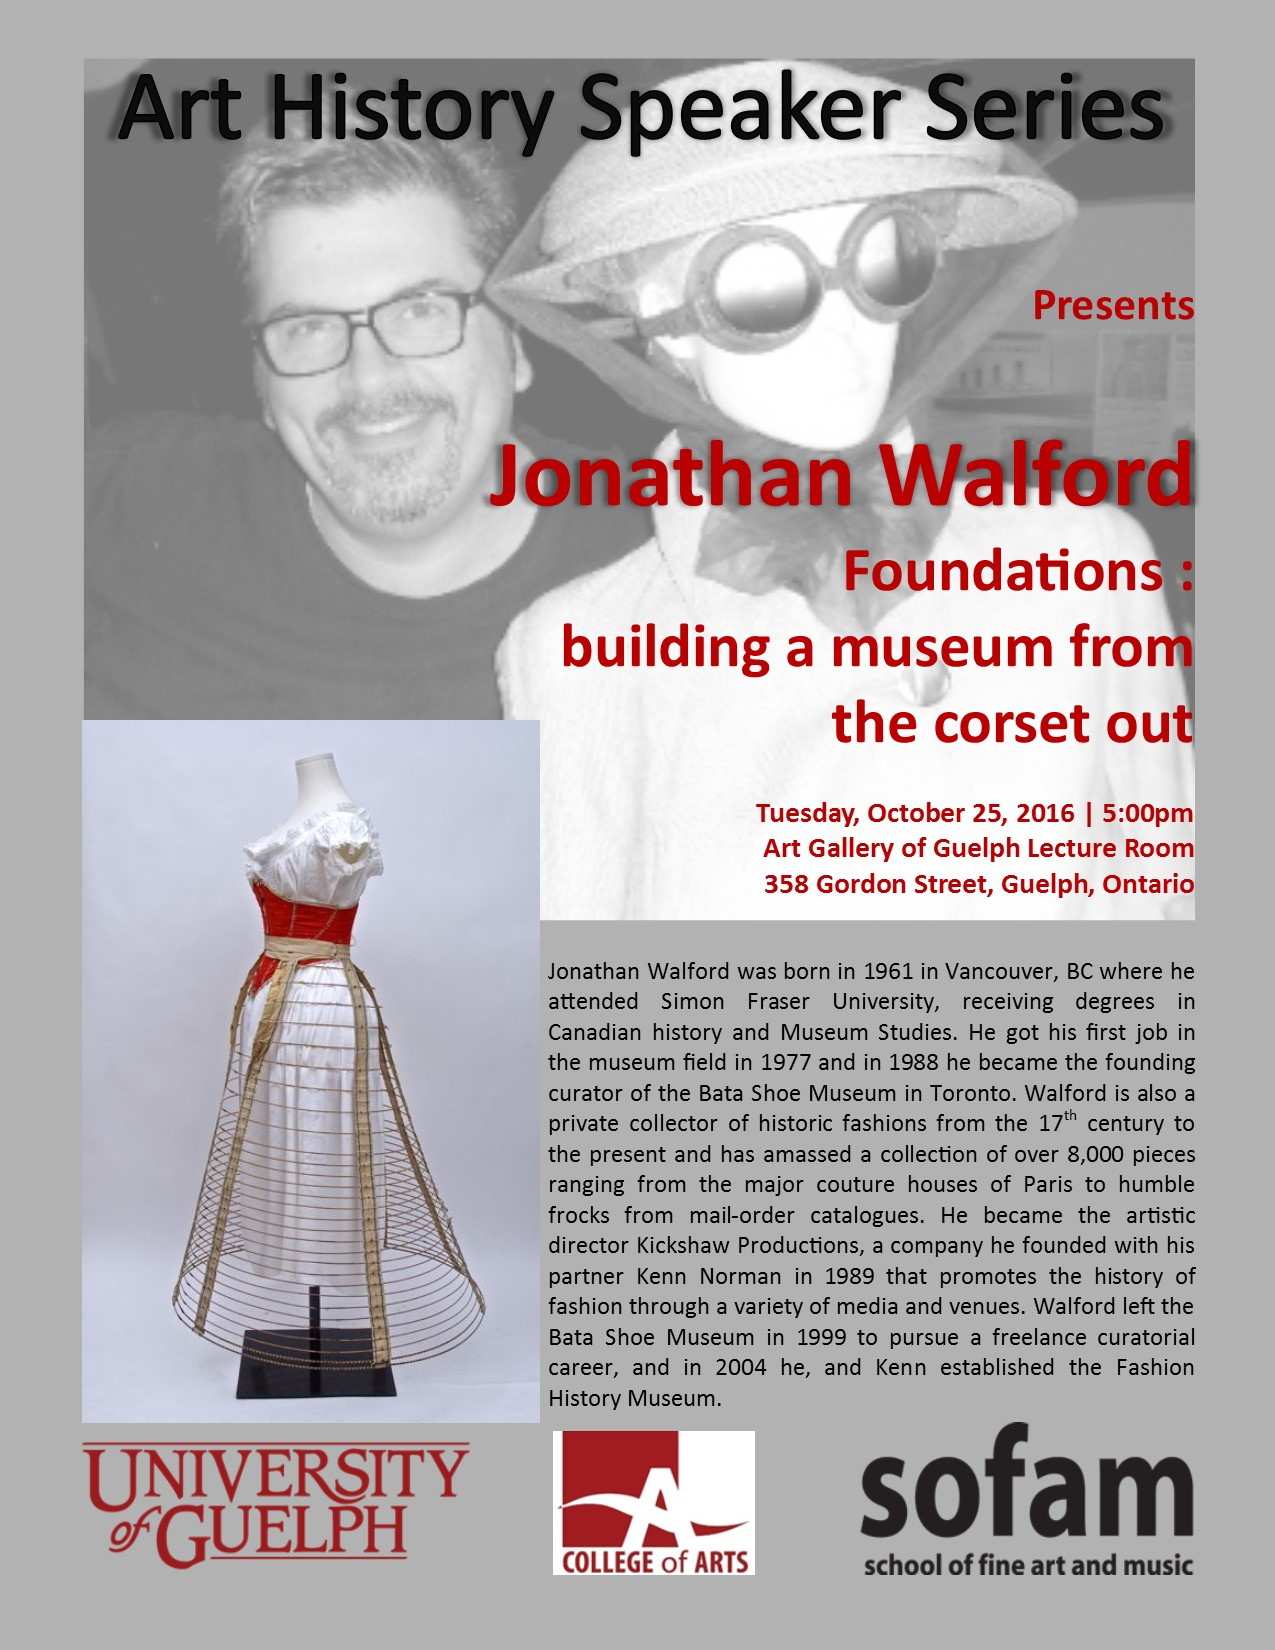 Art History Speaker Series
Presents
Jonathan Walford
Foundations :
building a museum from
the corset out
Tuesday, October 25, 2016 | 5:00pm
Art Gallery of Guelph Lecture Room
358 Gordon Street, Guelph, Ontario
Jonathan Walford was born in 1961 in Vancouver, BC where he
attended Simon Fraser University, receiving degrees in
Canadian history and Museum Studies. He got his first job in
the museum field in 1977 and in 1988 he became the founding
curator of the Bata Shoe Museum in Toronto. Walford is also a
private collector of historic fashions from the 17th century to
the present and has amassed a collection of over 8,000 pieces
ranging from the major couture houses of Paris to humble
frocks from mail-order catalogues. He became the artistic
director Kickshaw Productions, a company he founded with his
partner Kenn Norman in 1989 that promotes the history of
fashion through a variety of media and venues. Walford left the
Bata Shoe Museum in 1999 to pursue a freelance curatorial
career, and in 2004 he, and Kenn established the Fashion
History Museum.
UNIVERSITY
of GUELPH
A
COLLEGE of ARTS
sofam
school of fine art and music